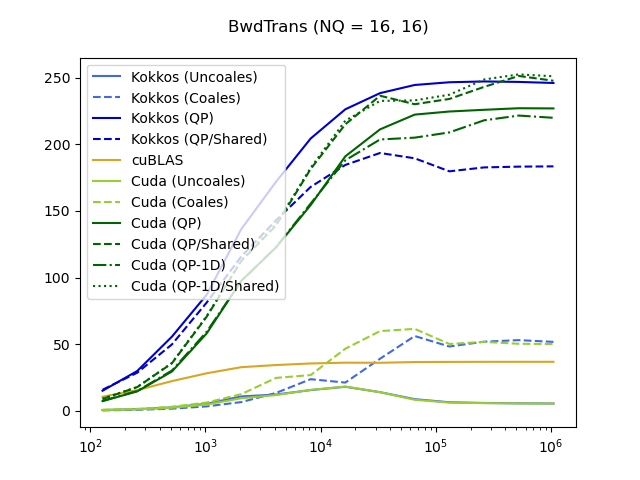 BwdTrans (NQ = 16, 16)
250
200
150
100
50
0
Kokkos (Uncoales)
Kokkos (Coales)
Kokkos (QP)
Kokkos (QP/Shared)
cuBLAS
Cuda (Uncoales)
Cuda (Coales)
Cuda (QP)
Cuda (QP/Shared)
Cuda (QP-1D)
Cuda (QP-1D/Shared)
10² 10³ 10⁴ 10⁵ 10⁶